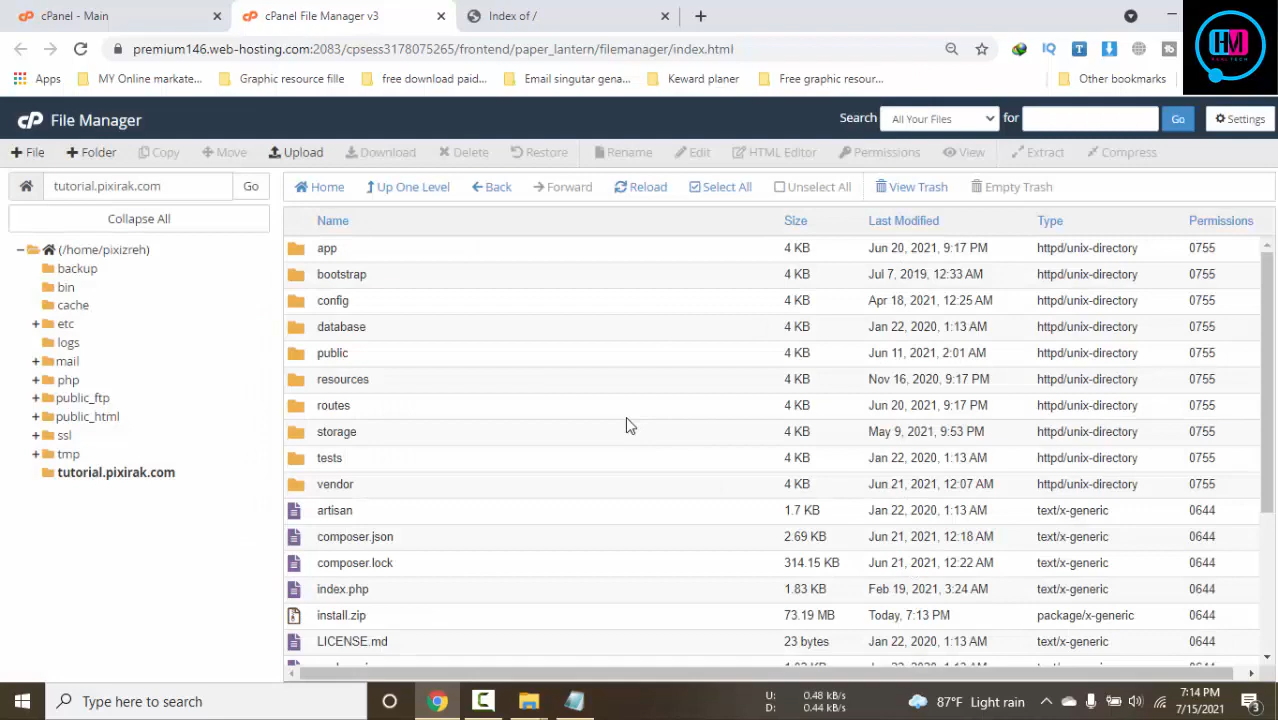 cPanel - Main
cPanel File Manager v3
Index of /
premium146.web-hosting.com:2083/cpsess3178075265/frontend/paper_lantern/filemanager/index.html
Apps
MY Online markate...
Graphic resource fille
free download paid...
Email singutar gena...
Keward planer
Free graphic resour...
Other bookmarks
HM
cP File Manager
Search
All Your Files
for
Go
Settings
File
Folder
Copy
Move
Upload
Download
Delete
Restore
Rename
Edit
HTML Editor
Permissions
View
Extract
Compress
tutorial.pixirak.com
Go
Home
Up One Level
Back
Forward
Reload
Select All
Unselect All
View Trash
Empty Trash
Collapse All
(/home/pixizreh)
backup
bin
cache
etc
logs
mail
php
public_ftp
public_html
ssl
tmp
tutorial.pixirak.com
Name Size Last Modified Type Permissions
app 4 KB Jun 20, 2021, 9:17 PM httpd/unix-directory 0755
bootstrap 4 KB Jul 7, 2019, 12:33 AM httpd/unix-directory 0755
config 4 KB Apr 18, 2021, 12:25 AM httpd/unix-directory 0755
database 4 KB Jan 22, 2020, 1:13 AM httpd/unix-directory 0755
public 4 KB Jun 11, 2021, 2:01 AM httpd/unix-directory 0755
resources 4 KB Nov 16, 2020, 9:17 PM httpd/unix-directory 0755
routes 4 KB Jun 20, 2021, 9:17 PM httpd/unix-directory 0755
storage 4 KB May 9, 2021, 9:53 PM httpd/unix-directory 0755
tests 4 KB Jan 22, 2020, 1:13 AM httpd/unix-directory 0755
vendor 4 KB Jun 21, 2021, 12:07 AM httpd/unix-directory 0755
artisan 1.7 KB Jan 22, 2020, 1:13 AM text/x-generic 0644
composer.json 2.69 KB Jun 21, 2021, 12:18 AM text/x-generic 0644
composer.lock 314.15 KB Jun 21, 2021, 12:22 AM text/x-generic 0644
index.php 1.83 KB Feb 19, 2021, 3:24 AM text/x-generic 0644
install.zip 73.19 MB Today, 7:13 PM package/x-generic 0644
LICENSE.md 23 bytes Jan 22, 2020, 1:13 AM text/x-generic 0644
Type here to search
U: 0.48 kB/s
D: 0.44 kB/s
87°F Light rain
7:14 PM
7/15/2021
3